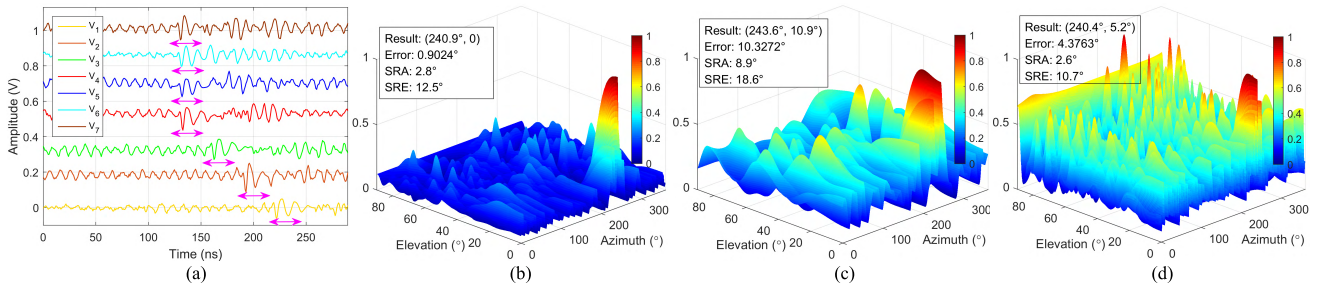 V1
V2
V3
V4
V5
V6
V7
1
0.8
0.6
0.4
0.2
0
Amplitude (V)
0 50 100 150 200 250
Time (ns)
(a)
Result: (240.9°, 0)
Error: 0.9024°
SRA: 2.8°
SRE: 12.5°
1
0.5
0
1
0.8
0.6
0.4
0.2
0
80 60 40 20 0
Elevation (°)
0 100 200 300
Azimuth (°)
(b)
Result: (243.6°, 10.9°)
Error: 10.3272°
SRA: 8.9°
SRE: 18.6°
1
0.5
0
1
0.8
0.6
0.4
0.2
0
80 60 40 20 0
Elevation (°)
0 100 200 300
Azimuth (°)
(c)
Result: (240.4°, 5.2°)
Error: 4.3763°
SRA: 2.6°
SRE: 10.7°
1
0.5
0
1
0.8
0.6
0.4
0.2
0
80 60 40 20 0
Elevation (°)
0 100 200 300
Azimuth (°)
(d)